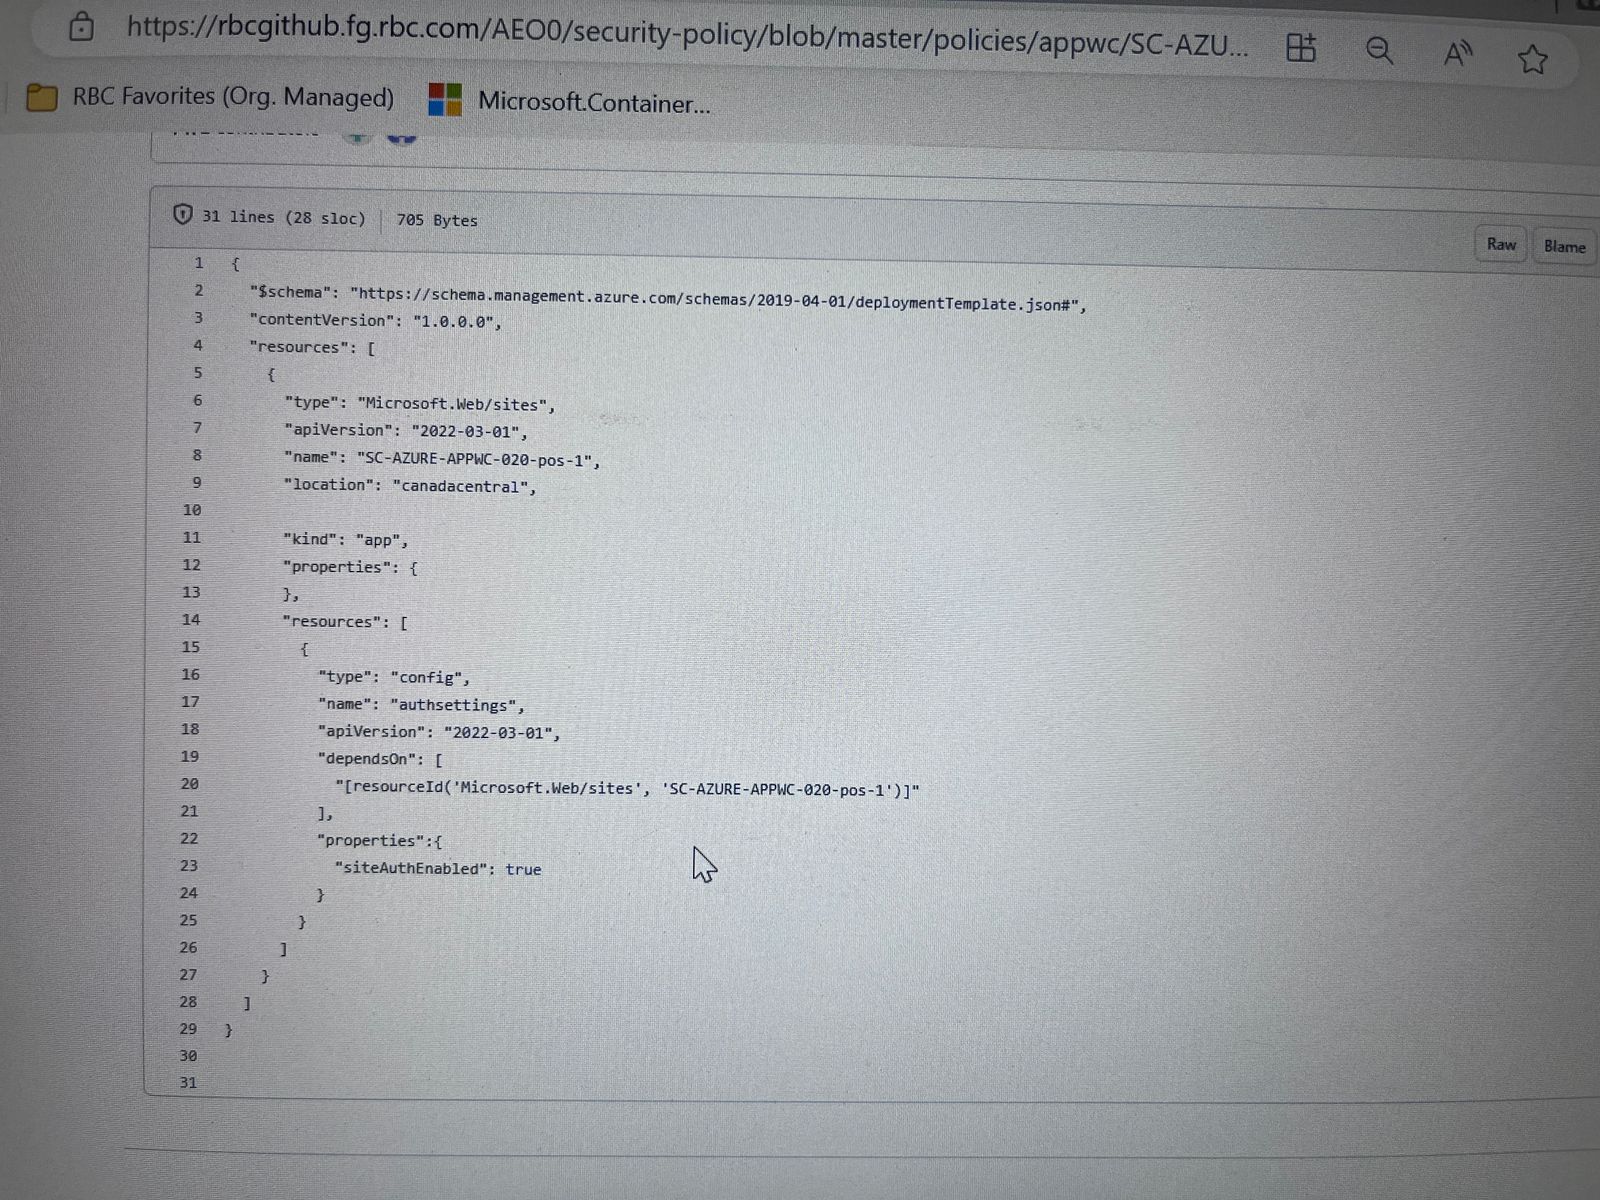 https://rbcgithub.fg.rbc.com/AEO0/security-policy/blob/master/policies/appwc/SC-AZU...
RBC Favorites (Org. Managed) Microsoft.Container...
31 lines (28 sloc) 705 Bytes
Raw Blame
1 {
2 "$schema": "https://schema.management.azure.com/schemas/2019-04-01/deploymentTemplate.json#",
3 "contentVersion": "1.0.0.0",
4 "resources": [
5 {
6 "type": "Microsoft.Web/sites",
7 "apiVersion": "2022-03-01",
8 "name": "SC-AZURE-APPWC-020-pos-1",
9 "location": "canadacentral",
10
11 "kind": "app",
12 "properties": {
13 },
14 "resources": [
15 {
16 "type": "config",
17 "name": "authsettings",
18 "apiVersion": "2022-03-01",
19 "dependsOn": [
20 "[resourceId('Microsoft.Web/sites', 'SC-AZURE-APPWC-020-pos-1')]"
21 ],
22 "properties":{
23 "siteAuthEnabled": true
24 }
25 }
26 ]
27 }
28 ]
29 }
30
31